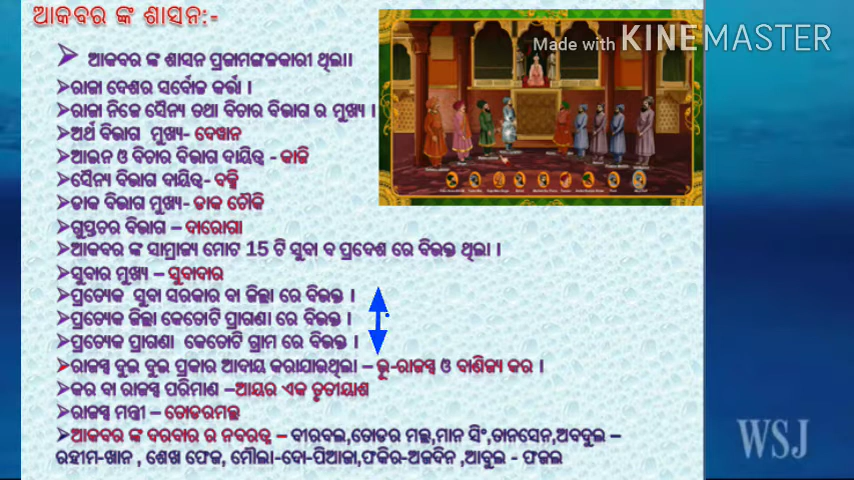 ଆକବର ଙ୍କ ଶାସନ:-
Made with KINEMASTER
➢ ଆକବର ଙ୍କ ଶାସନ ପ୍ରଜାମଙ୍ଗଳକାରୀ ଥିଲା।
➢ରାଜା ଦେଶର ସର୍ବୋଚ୍ଚ କର୍ତ୍ତା ।
➢ରାଜା ନିଜେ ସୈନ୍ୟ ତଥା ବିଚାର ବିଭାଗ ର ମୁଖ୍ୟ ।
➢ଅର୍ଥ ବିଭାଗ ମୁଖ୍ୟ- ଦେୱାନ
➢ଆଇନ ଓ ବିଚାର ବିଭାଗ ଦାୟିତ୍ଵ - କାଜି
➢ସୈନ୍ୟ ବିଭାଗ ଦାୟିତ୍ଵ- ବକ୍ସି
➢ଡାକ ବିଭାଗ ମୁଖ୍ୟ- ଡାକ ଚୌକି
➢ଗୁପ୍ତଚର ବିଭାଗ – ଦାରୋଗା
➢ଆକବର ଙ୍କ ସାମ୍ରାଜ୍ୟ ମୋଟ 15 ଟି ସୁବା ବ ପ୍ରଦେଶ ରେ ବିଭକ୍ତ ଥିଲା ।
➢ସୁବାର ମୁଖ୍ୟ – ସୁବାଦାର
➢ପ୍ରତ୍ୟେକ ସୁବା ସରକାର ବା ଜିଲ୍ଲା ରେ ବିଭକ୍ତ ।
➢ପ୍ରତ୍ୟେକ ଜିଲ୍ଲା କେତୋଟି ପ୍ରାଗଣା ରେ ବିଭକ୍ତ ।
➢ପ୍ରତ୍ୟେକ ପ୍ରାଗଣା କେତୋଟି ଗ୍ରାମ ରେ ବିଭକ୍ତ ।
➢ରାଜସ୍ଵ ଦୁଇ ଦୁଇ ପ୍ରକାର ଆଦାୟ କରାଯାଉଥିଲା – ଭୂ-ରାଜସ୍ଵ ଓ ବାଣିଜ୍ୟ କର ।
➢କର ବା ରାଜସ୍ଵ ପରିମାଣ –ଆୟର ଏକ ତୃତୀୟାଶ
➢ରାଜସ୍ଵ ମନ୍ତ୍ରୀ – ତୋଡରମଲ୍ଲ
➢ଆକବର ଙ୍କ ଦରବାର ର ନବରତ୍ନ – ବୀରବଲ,ତୋଡର ମଲ୍ଲ,ମାନ ସିଂ,ତାନସେନ,ଅବଦୁଲ –
ରହୀମ-ଖାନ , ଶେଖ ଫେଜ, ମୌଲା-ଦୋ-ପିଆଜା,ଫକିର-ଅଜଦିନ ,ଆବୁଲ - ଫଜଲ
WSJ